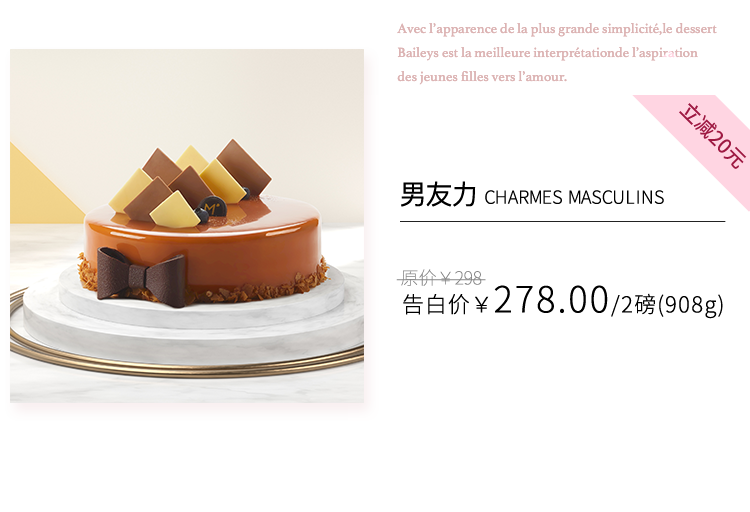 Avec l'apparence de la plus grande simplicité,le dessert
Baileys est la meilleure interprétationde l'aspiration
des jeunes filles vers l'amour.
立减20元
男友力 CHARMES MASCULINS
原价￥298
告白价￥278.00/2磅(908g)
M